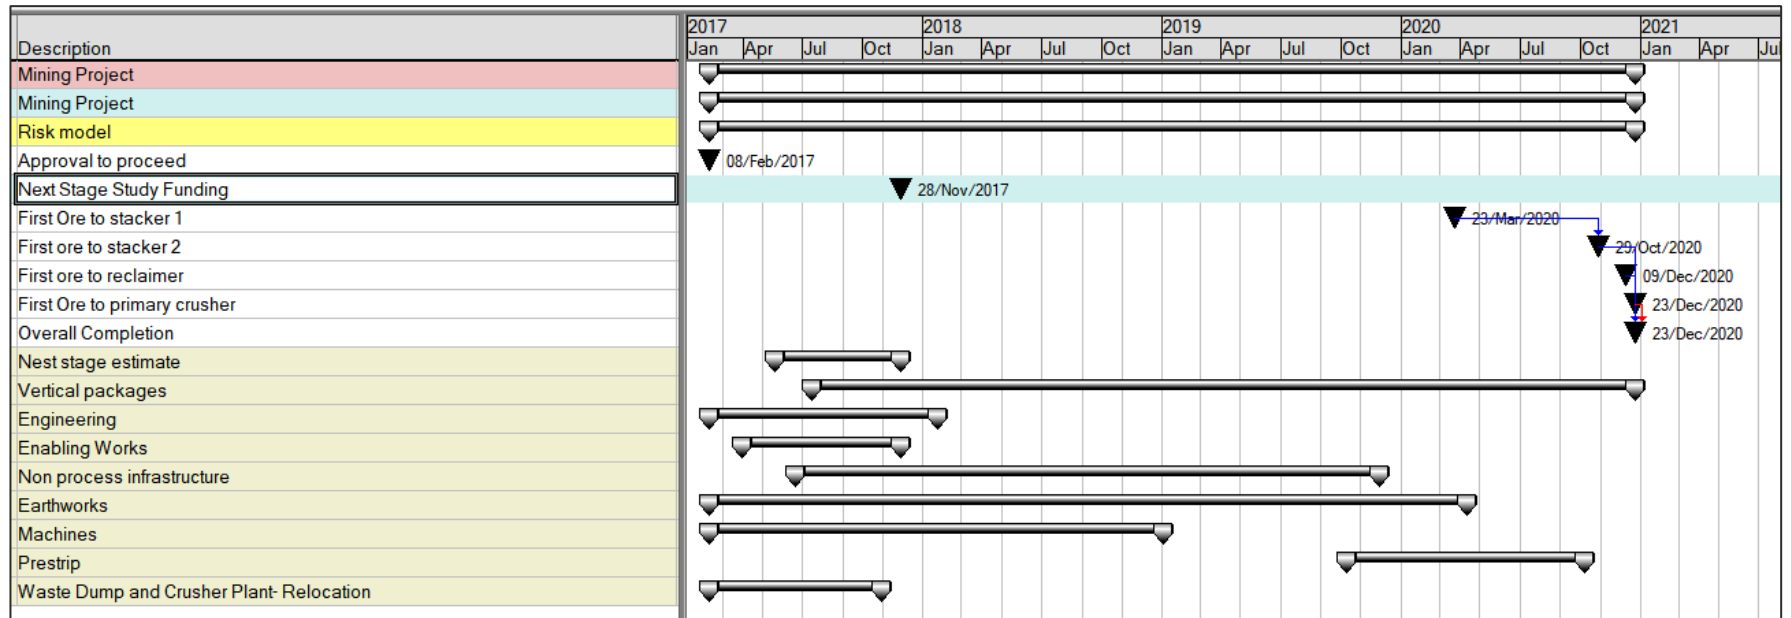 2017 2018 2019 2020 2021
Description Jan Apr Jul Oct Jan Apr Jul Oct Jan Apr Jul Oct Jan Apr Jul Oct Jan Apr Jul
Mining Project
Mining Project
Risk model
Approval to proceed 08/Feb/2017
Next Stage Study Funding 28/Nov/2017
First Ore to stacker 1 23/Mar/2020
First ore to stacker 2 29/Oct/2020
First ore to reclaimer 09/Dec/2020
First Ore to primary crusher 23/Dec/2020
Overall Completion 23/Dec/2020
Nest stage estimate
Vertical packages
Engineering
Enabling Works
Non process infrastructure
Earthworks
Machines
Prestrip
Waste Dump and Crusher Plant- Relocation